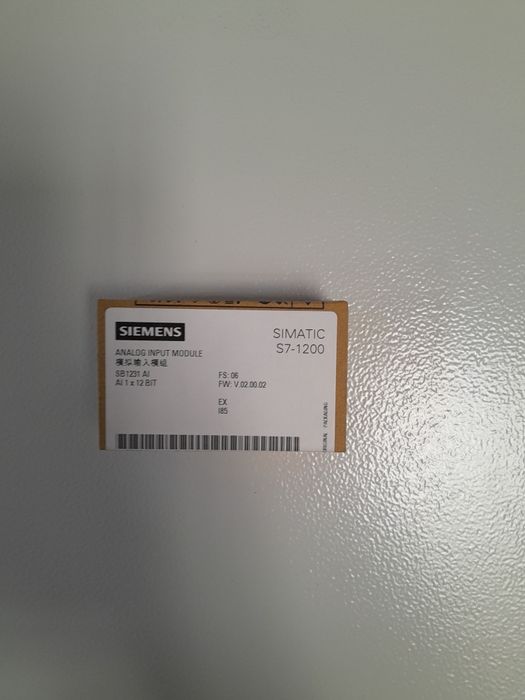 SIEMENS
SIMATIC
S7-1200
ANALOG INPUT MODULE
模拟输入模组
SB1231 AI
AI 1 x 12 BIT
FS: 06
FW: V.02.00.02
EX
I85
PACKAGING